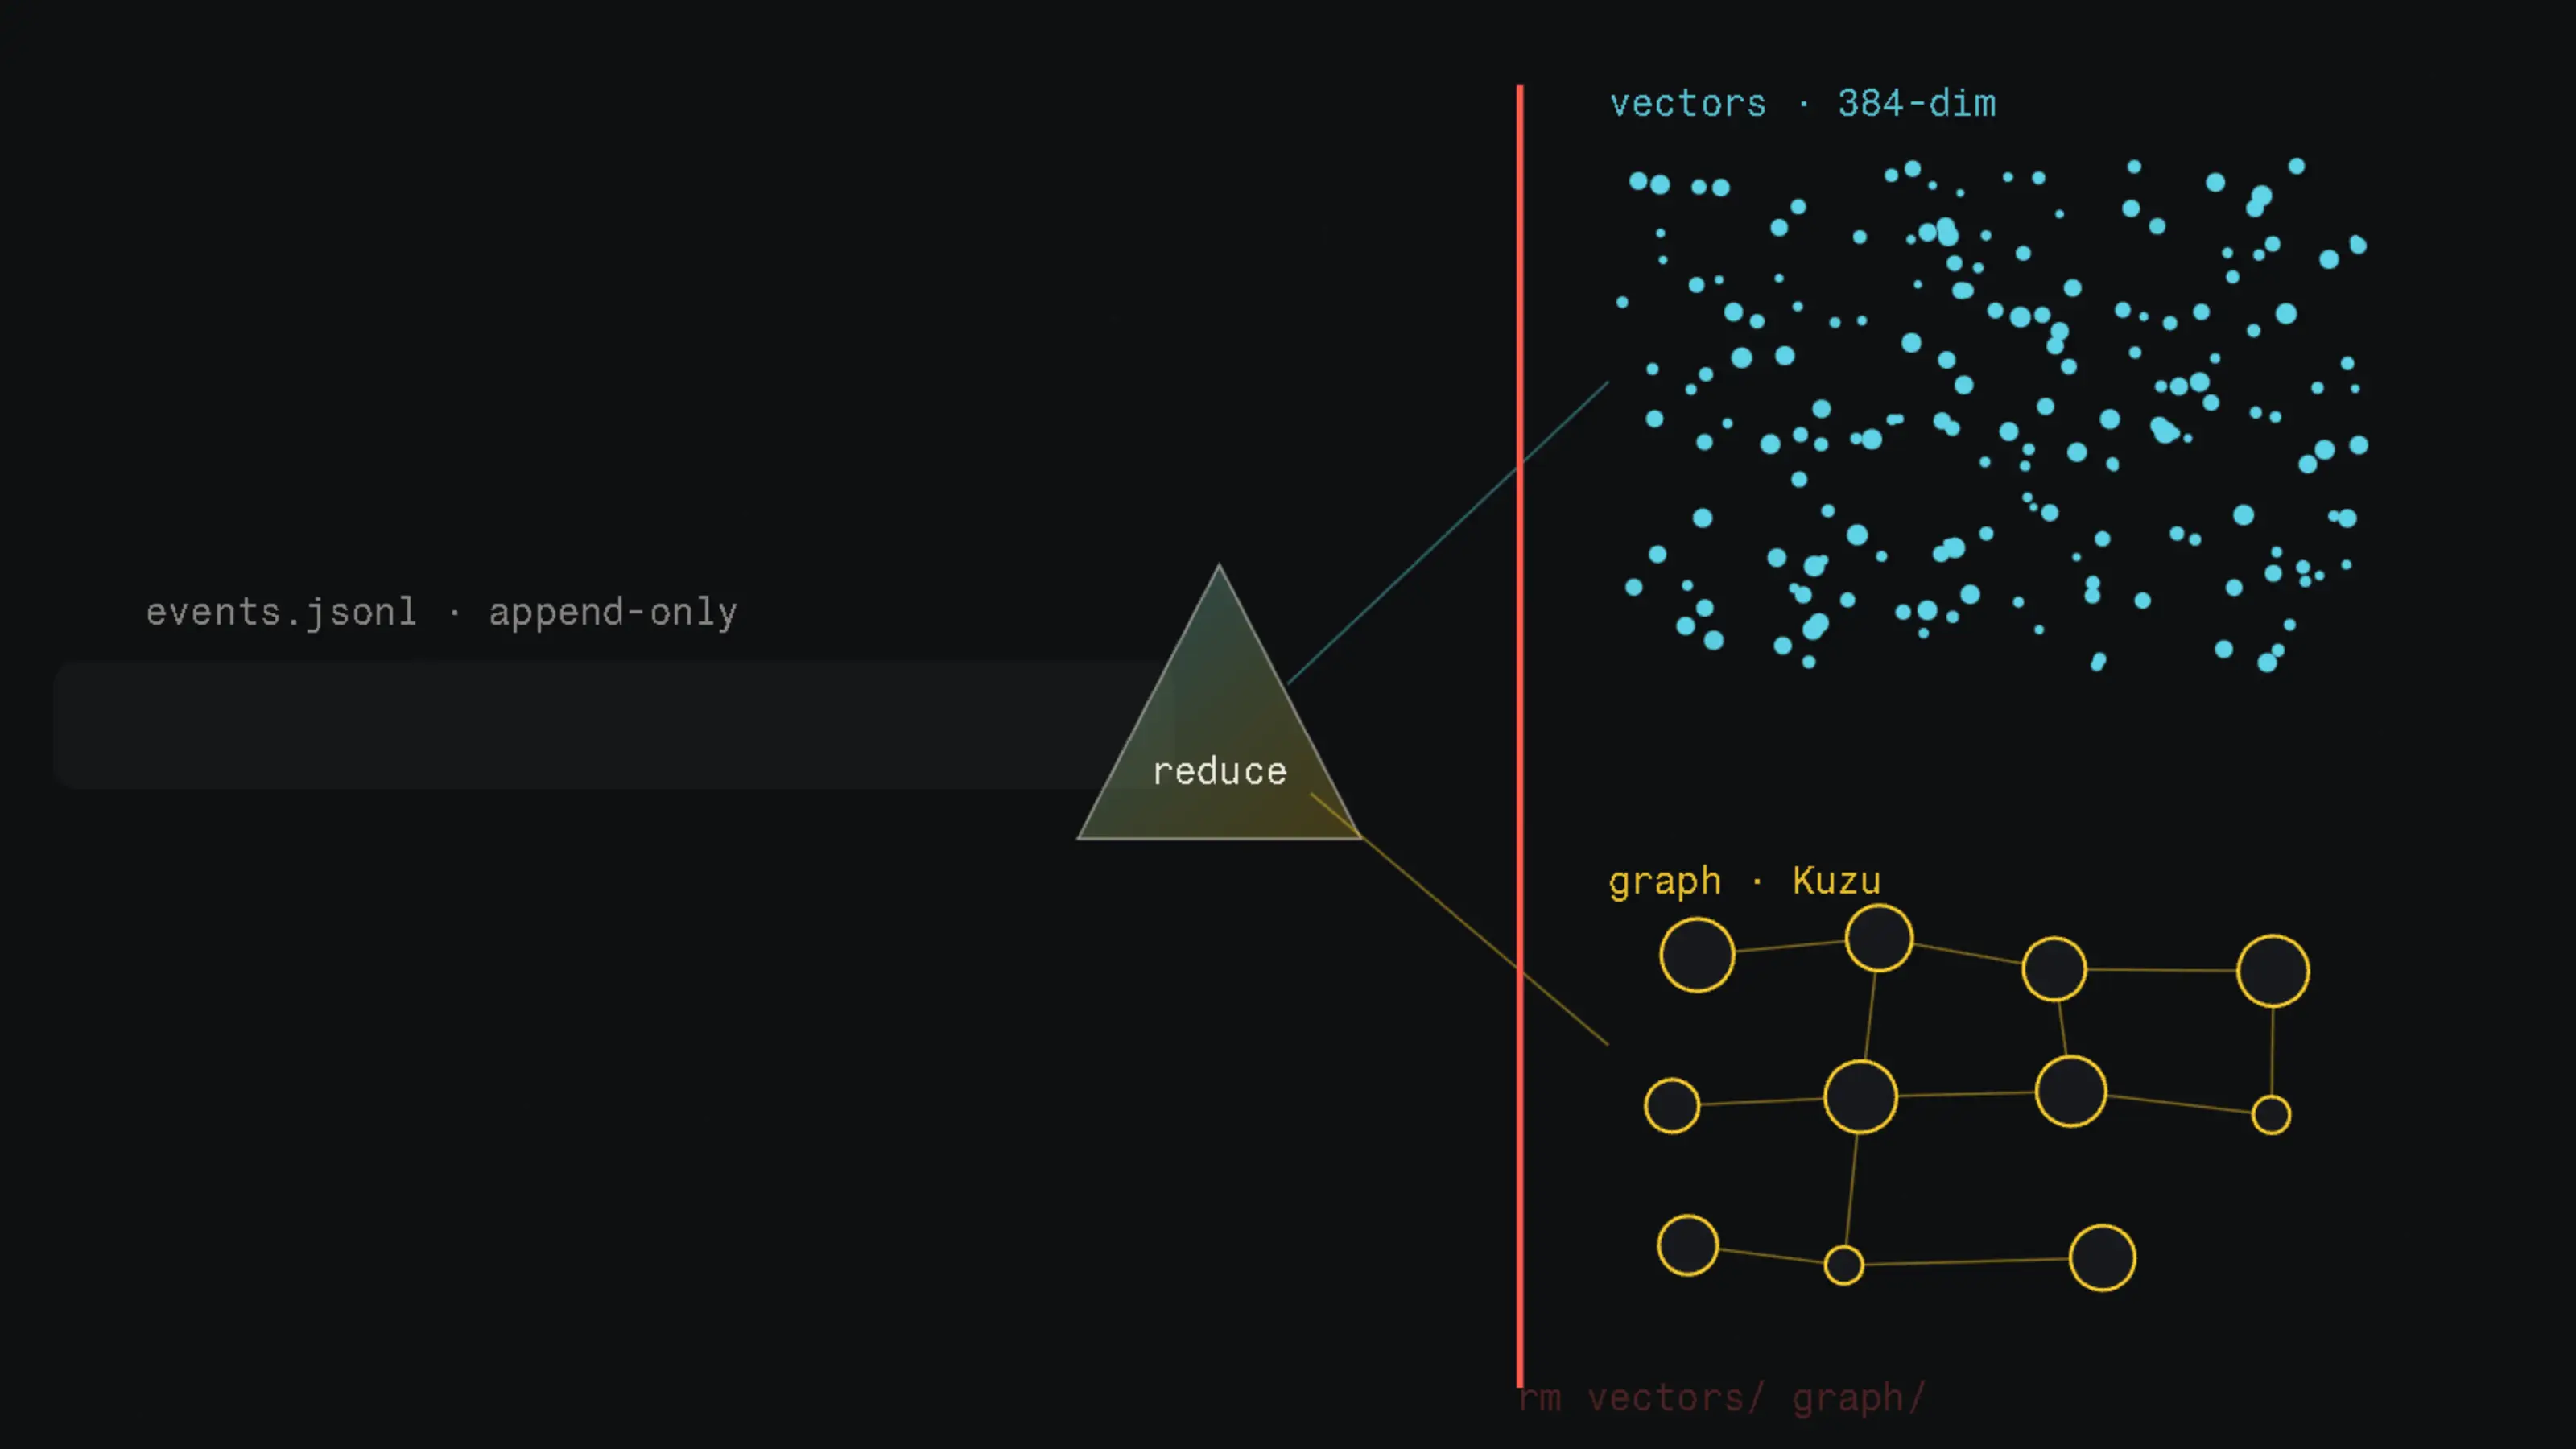 vectors · 384-dim
events.jsonl · append-only
reduce
graph · Kuzu
rm vectors/ graph/